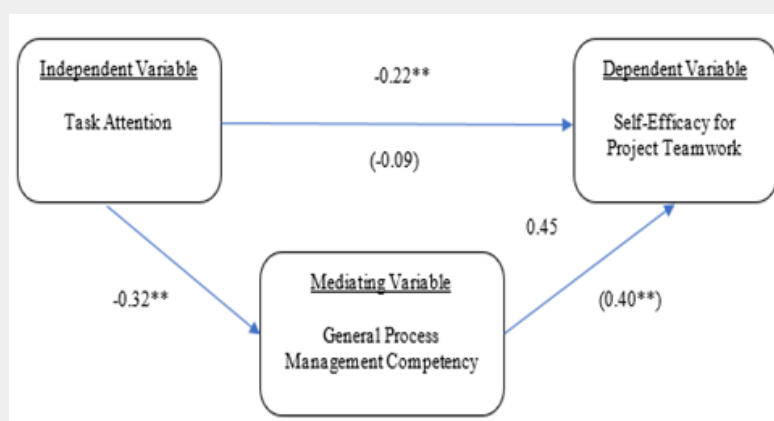 Independent Variable
Task Attention
-0.22**
(-0.09)
Dependent Variable
Self-Efficacy for
Project Teamwork
-0.32**
Mediating Variable
General Process
Management Competency
0.45
(0.40**)